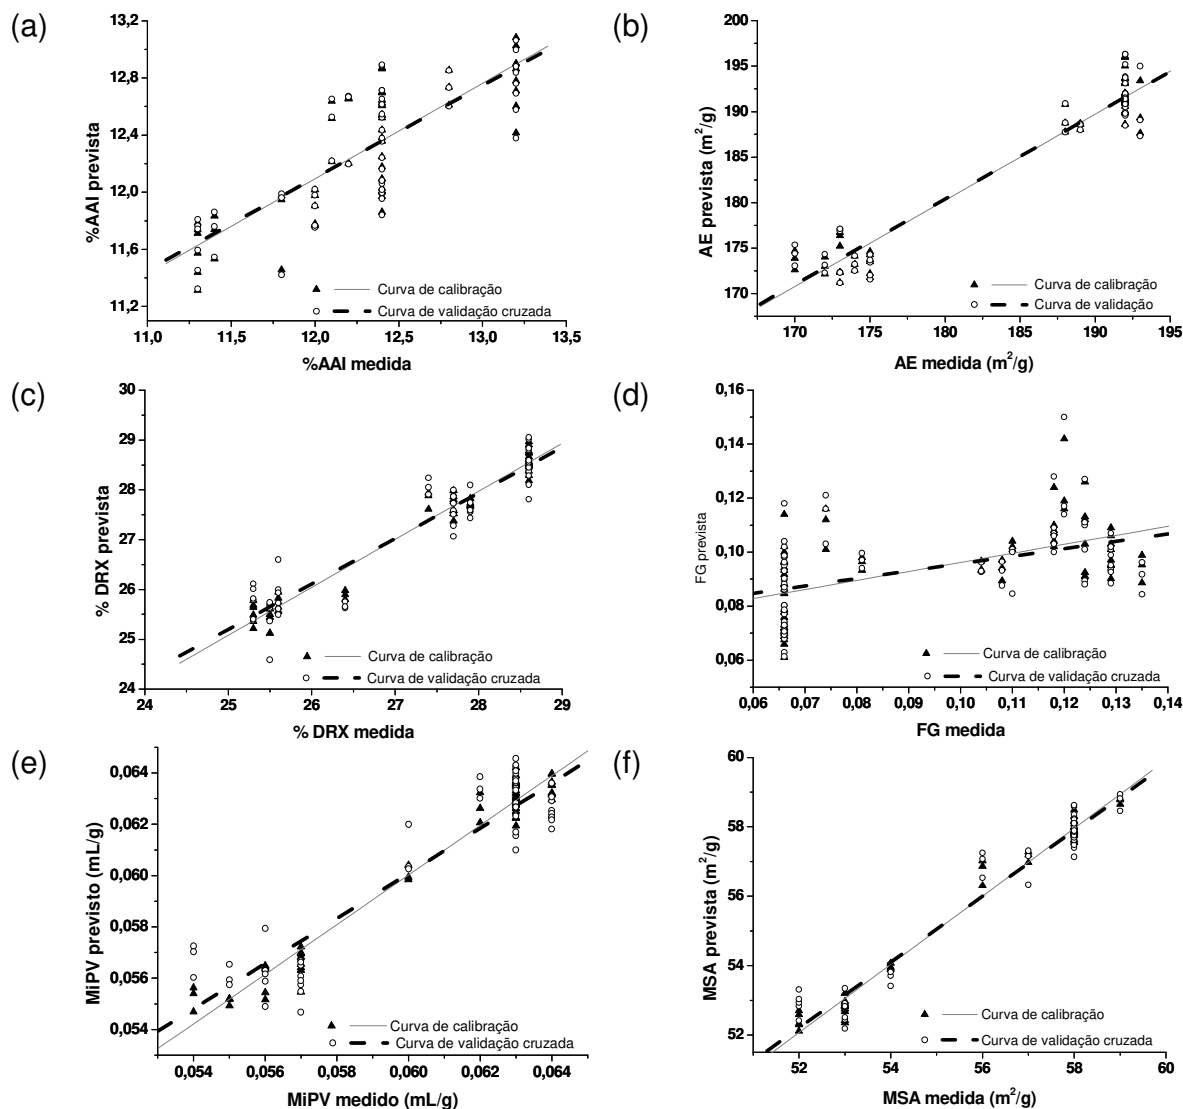 (a)
13,2
12,8
12,4
12,0
11,6
11,2
%AAI prevista
Curva de calibração
Curva de validação cruzada
11,0 11,5 12,0 12,5 13,0 13,5
%AAI medida
(b)
200
195
190
185
180
175
170
AE prevista (m²/g)
Curva de calibração
Curva de validação
170 175 180 185 190 195
AE medida (m²/g)
(c)
30
29
28
27
26
25
24
% DRX prevista
Curva de calibração
Curva de validação cruzada
24 25 26 27 28 29
% DRX medida
(d)
0,16
0,14
0,12
0,10
0,08
0,06
FG prevista
Curva de calibração
Curva de validação cruzada
0,06 0,07 0,08 0,09 0,10 0,11 0,12 0,13 0,14
FG medida
(e)
0,064
0,062
0,060
0,058
0,056
0,054
MiPV previsto (mL/g)
Curva de calibração
Curva de validação cruzada
0,054 0,056 0,058 0,060 0,062 0,064
MiPV medido (mL/g)
(f)
60
58
56
54
52
MSA prevista (m²/g)
Curva de calibração
Curva de validação cruzada
52 53 54 55 56 57 58 59 60
MSA medida (m²/g)